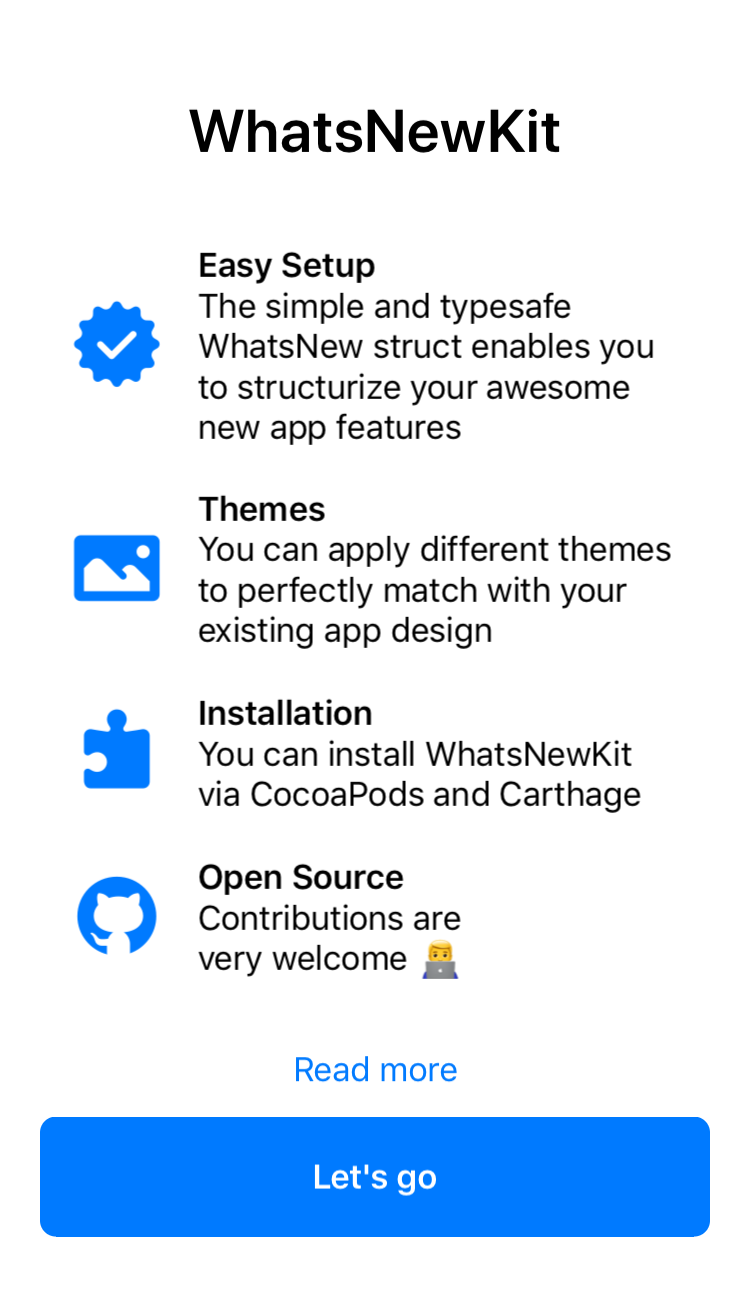 WhatsNewKit
Easy Setup
The simple and typesafe
WhatsNew struct enables you
to structurize your awesome
new app features
Themes
You can apply different themes
to perfectly match with your
existing app design
Installation
You can install WhatsNewKit
via CocoaPods and Carthage
Open Source
Contributions are
very welcome 👨‍💻
Read more
Let's go